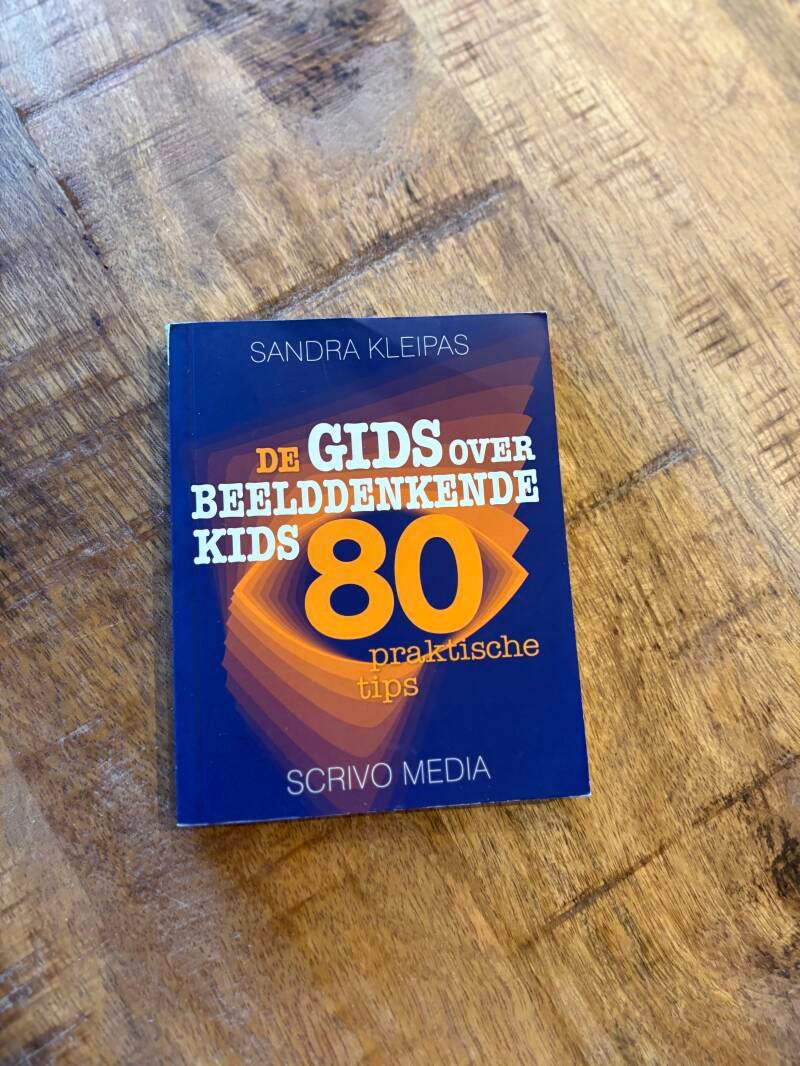 SANDRA KLEIPAS
DE GIDS OVER
BEELDDENKENDE
KIDS 80
praktische
tips
SCRIVO MEDIA